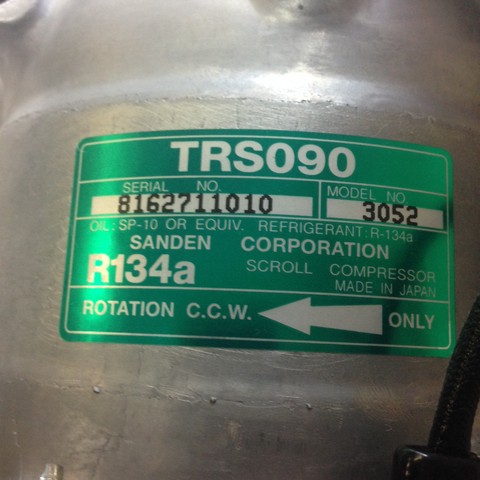 TRS090
SERIAL NO.
MODEL NO.
8162711010
3052
OIL: SP-10 OR EQUIV. REFRIGERANT: R-134a
SANDEN CORPORATION
R134a
SCROLL COMPRESSOR
MADE IN JAPAN
ROTATION C.C.W. ONLY